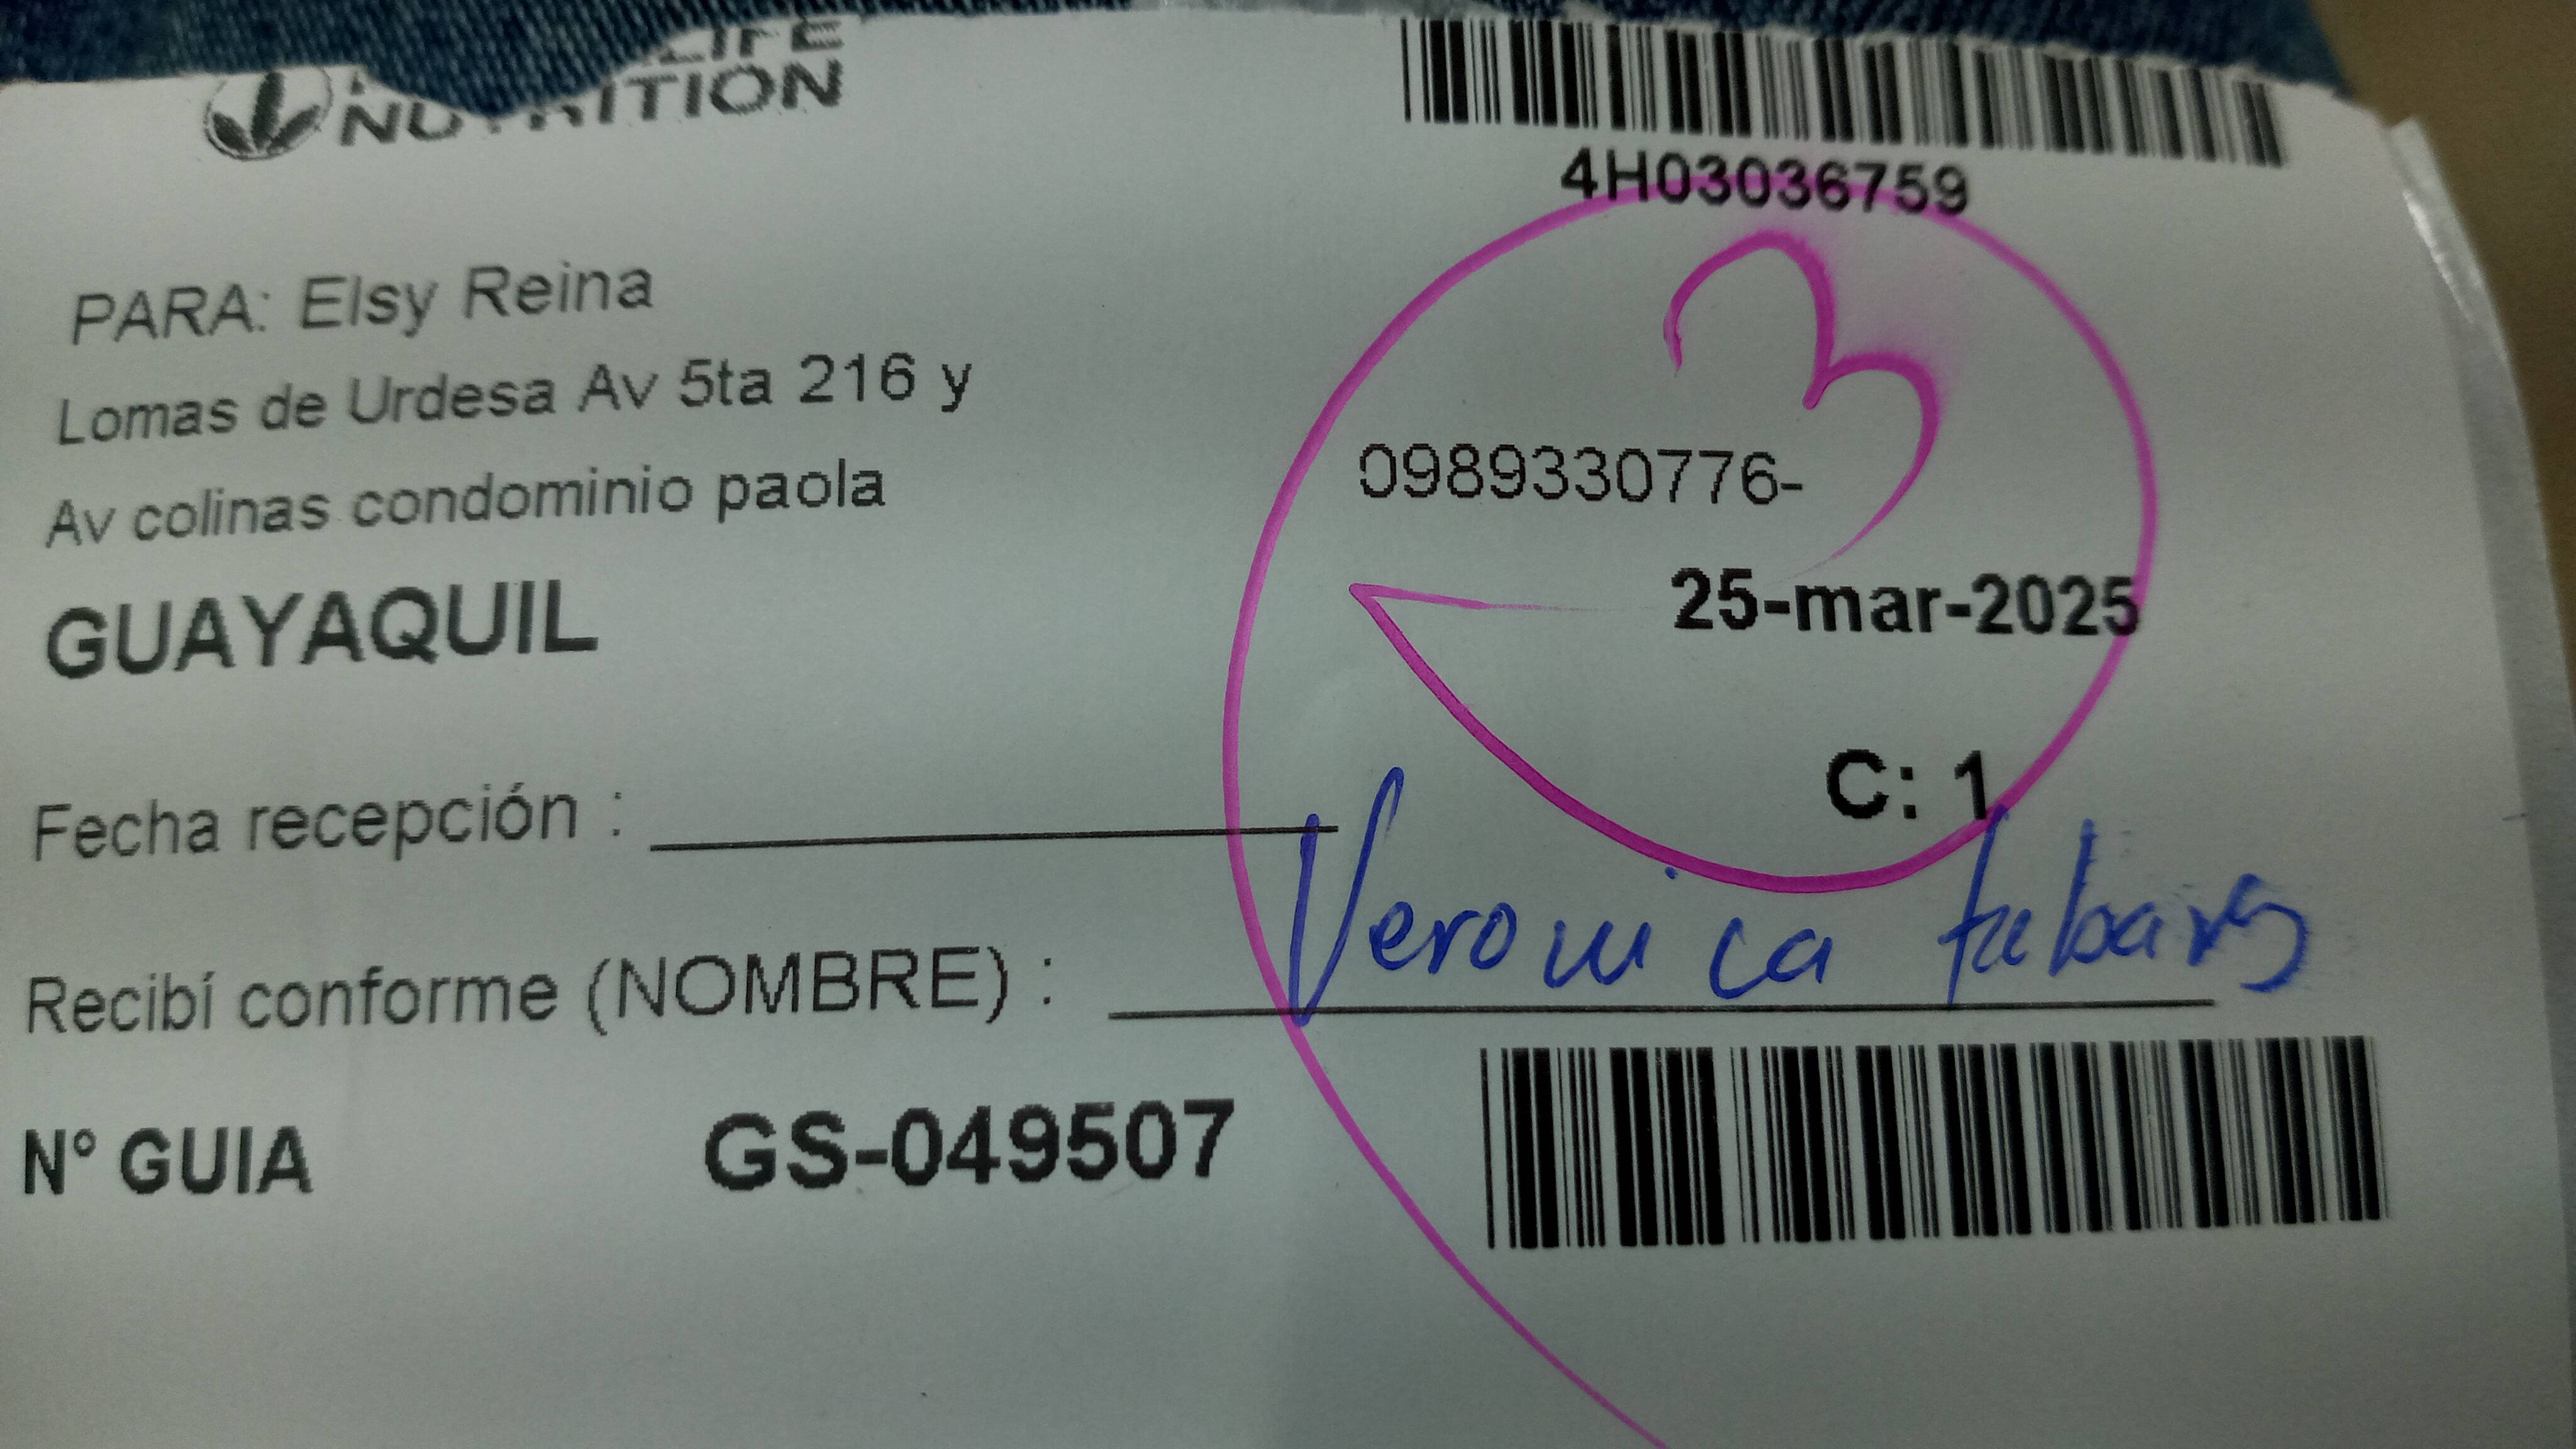 NUTRITION
4H03036759
3
PARA: Elsy Reina
Lomas de Urdesa Av 5ta 216 y
Av colinas condominio paola
0989330776-
GUAYAQUIL
25-mar-2025
C: 1
Fecha recepción :
Recibí conforme (NOMBRE) : Veronica
N° GUIA GS-049507